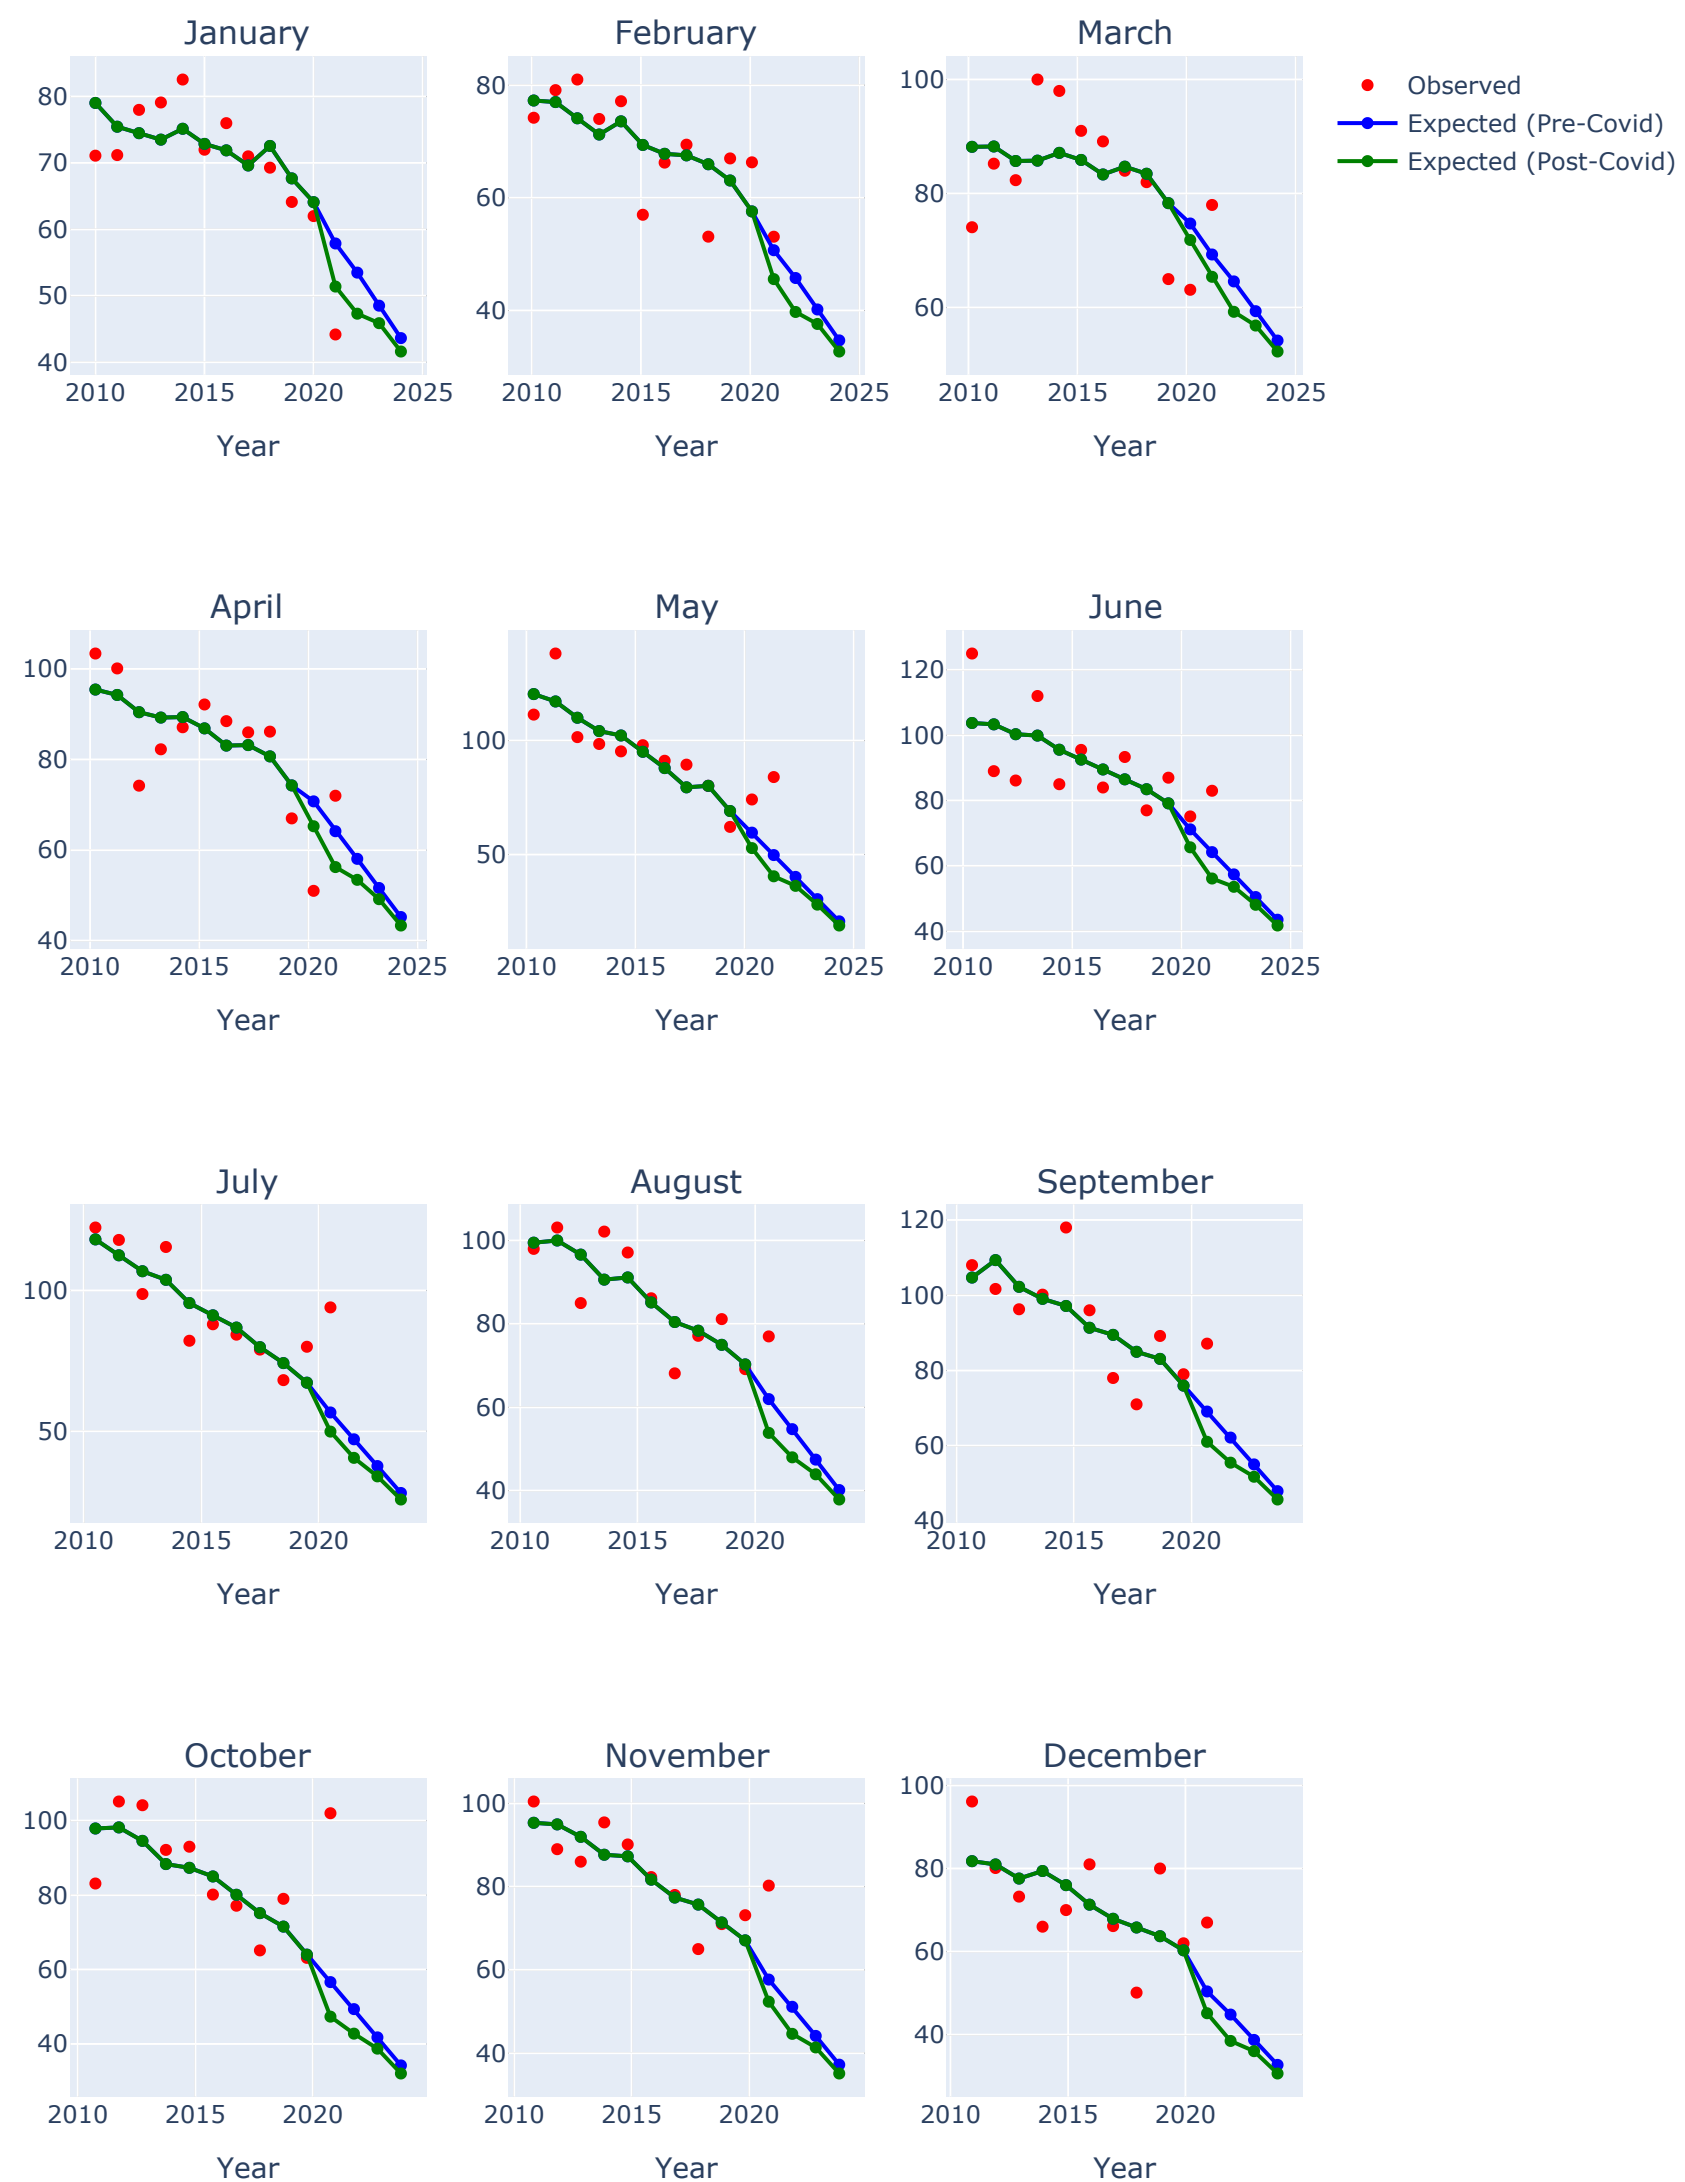 January February March
80
70
60
50
40
2010 2015 2020 2025
Year
80
60
40
2010 2015 2020 2025
Year
100
80
60
2010 2015 2020 2025
Year
Observed
Expected (Pre-Covid)
Expected (Post-Covid)
April May June
100
80
60
40
2010 2015 2020 2025
Year
100
50
2010 2015 2020 2025
Year
120
100
80
60
40
2010 2015 2020 2025
Year
July August September
100
50
2010 2015 2020
Year
100
80
60
40
2010 2015 2020
Year
120
100
80
60
40
2010 2015 2020
Year
October November December
100
80
60
40
2010 2015 2020
Year
100
80
60
40
2010 2015 2020
Year
100
80
60
40
2010 2015 2020
Year